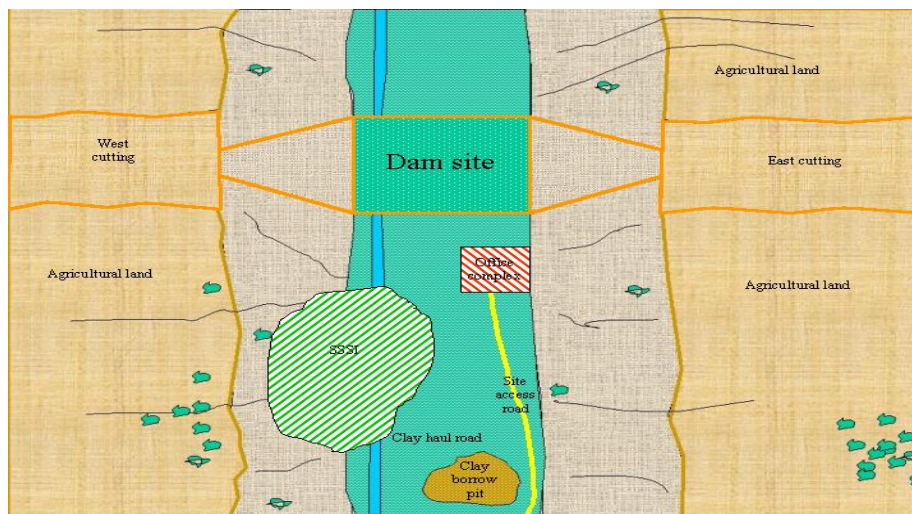 Agricultural land
West
cutting
Dam site
East cutting
Office
complex
Agricultural land
Agricultural land
SSSI
Site
access
road
Clay haul road
Clay
borrow
pit